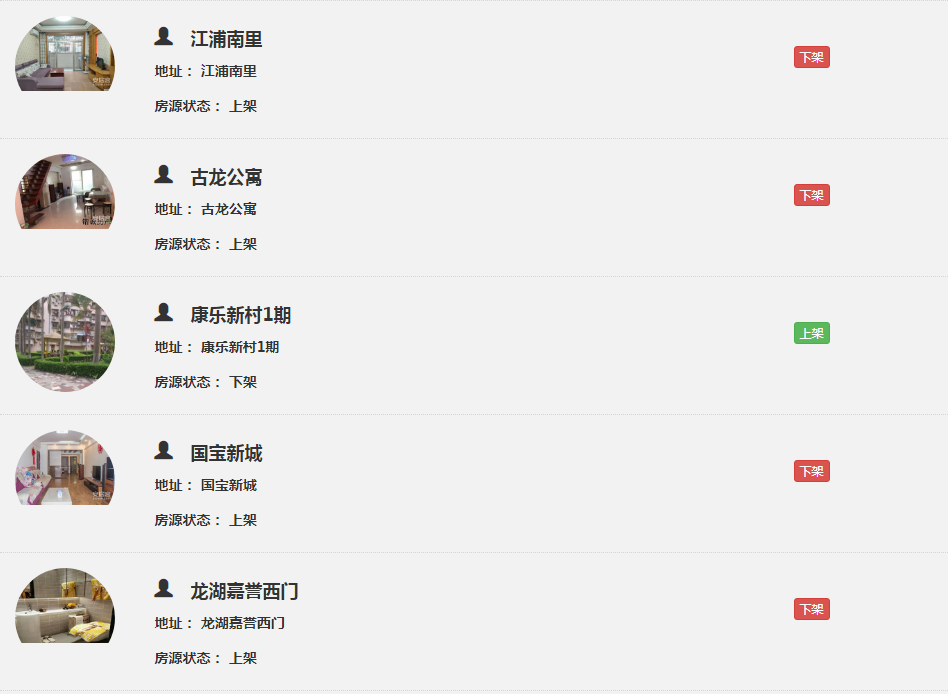 江浦南里
下架
地址： 江浦南里
房源状态： 上架
古龙公寓
下架
地址： 古龙公寓
房源状态： 上架
康乐新村1期
上架
地址： 康乐新村1期
房源状态： 下架
国宝新城
下架
地址： 国宝新城
房源状态： 上架
龙湖嘉誉西门
下架
地址： 龙湖嘉誉西门
房源状态： 上架